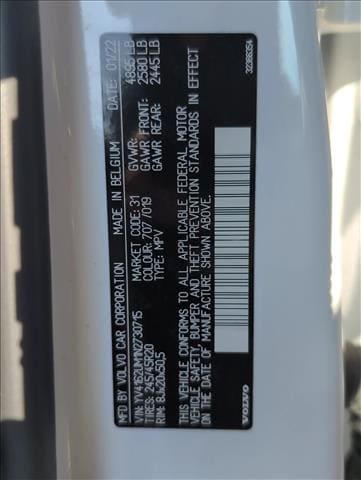 MFD BY VOLVO CAR CORPORATION MADE IN BELGIUM DATE: 01/22
GVWR: 4895 LB
GAWR FRONT: 2580 LB
GAWR REAR: 2445 LB
MARKET CODE: 31
COLOUR: 707/019
TYPE: MPV
VIN: YV4162UM1N2730715
TIRES: 245/45R20
RIM: 8Jx20x50,5
THIS VEHICLE CONFORMS TO ALL APPLICABLE FEDERAL MOTOR
VEHICLE SAFETY, BUMPER AND THEFT PREVENTION STANDARDS IN EFFECT
ON THE DATE OF MANUFACTURE SHOWN ABOVE.
VOLVO